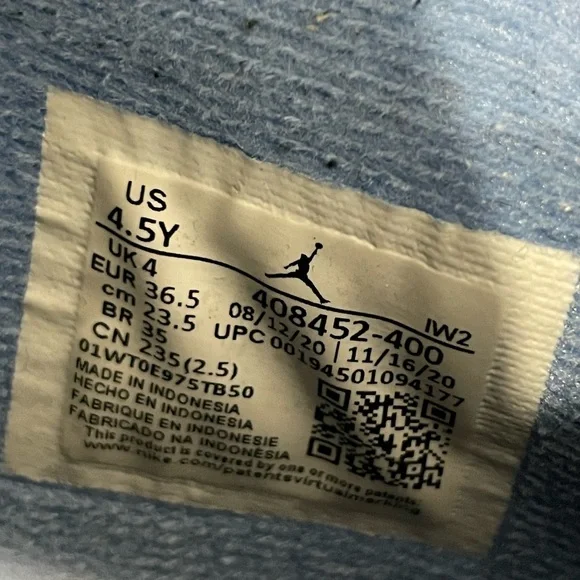 US
4.5Y
UK 4
EUR 36.5
cm 23.5
BR 35
CN 235(2.5)
408452-400 IW2
08/12/20 | 11/16/20
UPC 00194501094177
01WT0E975TB50
MADE IN INDONESIA
HECHO EN INDONESIA
FABRIQUE EN INDONESIE
FABRICADO NA INDONÉSIA
This product is covered by one or more patents.
www.nike.com/patentsvirtualmarking